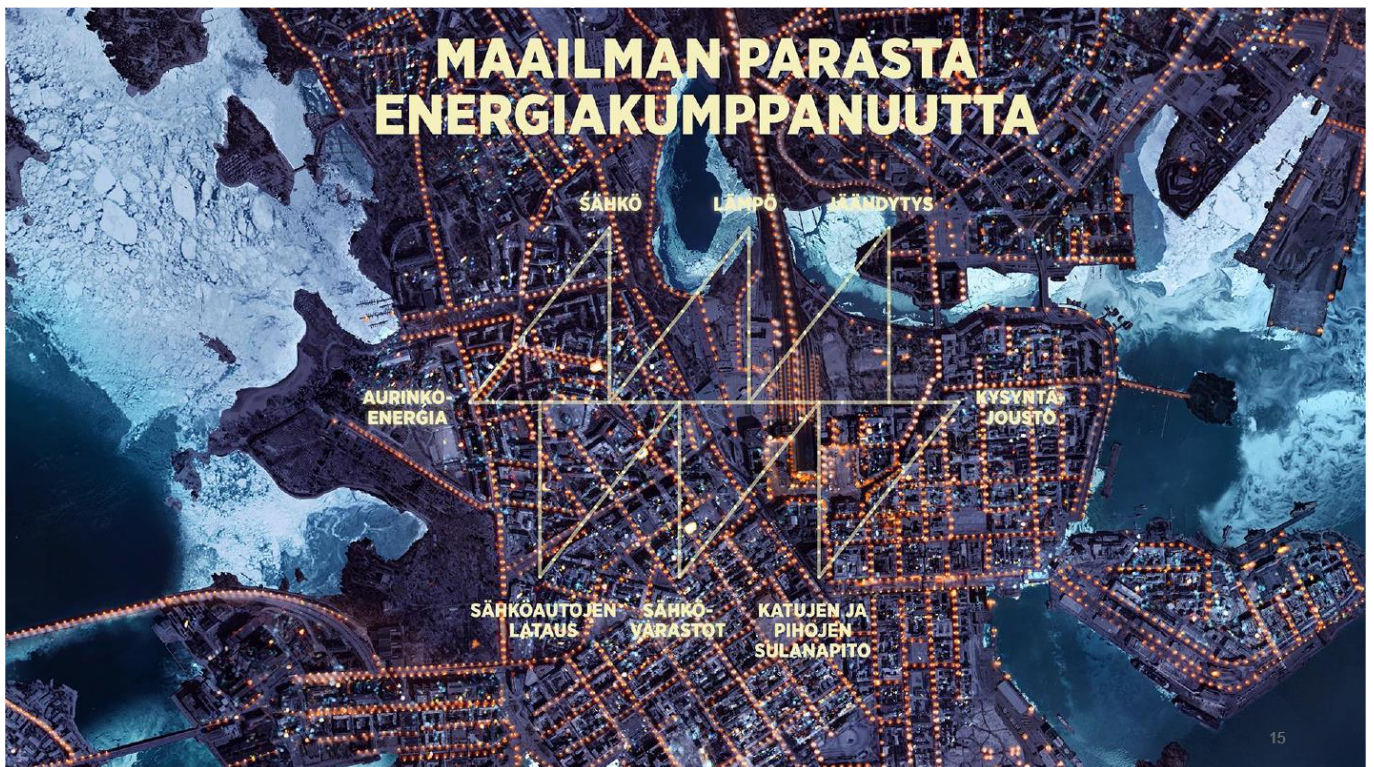 MAAILMAN PARASTA
ENERGIAKUMPPANUUTTA
SÄHKÖ
LÄMPÖ
JÄÄHDYTYS
AURINKO-
ENERGIA
KYSYNTÄ-
JOUSTO
SÄHKÖAUTOJEN
LATAUS
SÄHKÖ-
VARASTOT
KATUJEN JA
PIHOJEN
SULANAPITO
15